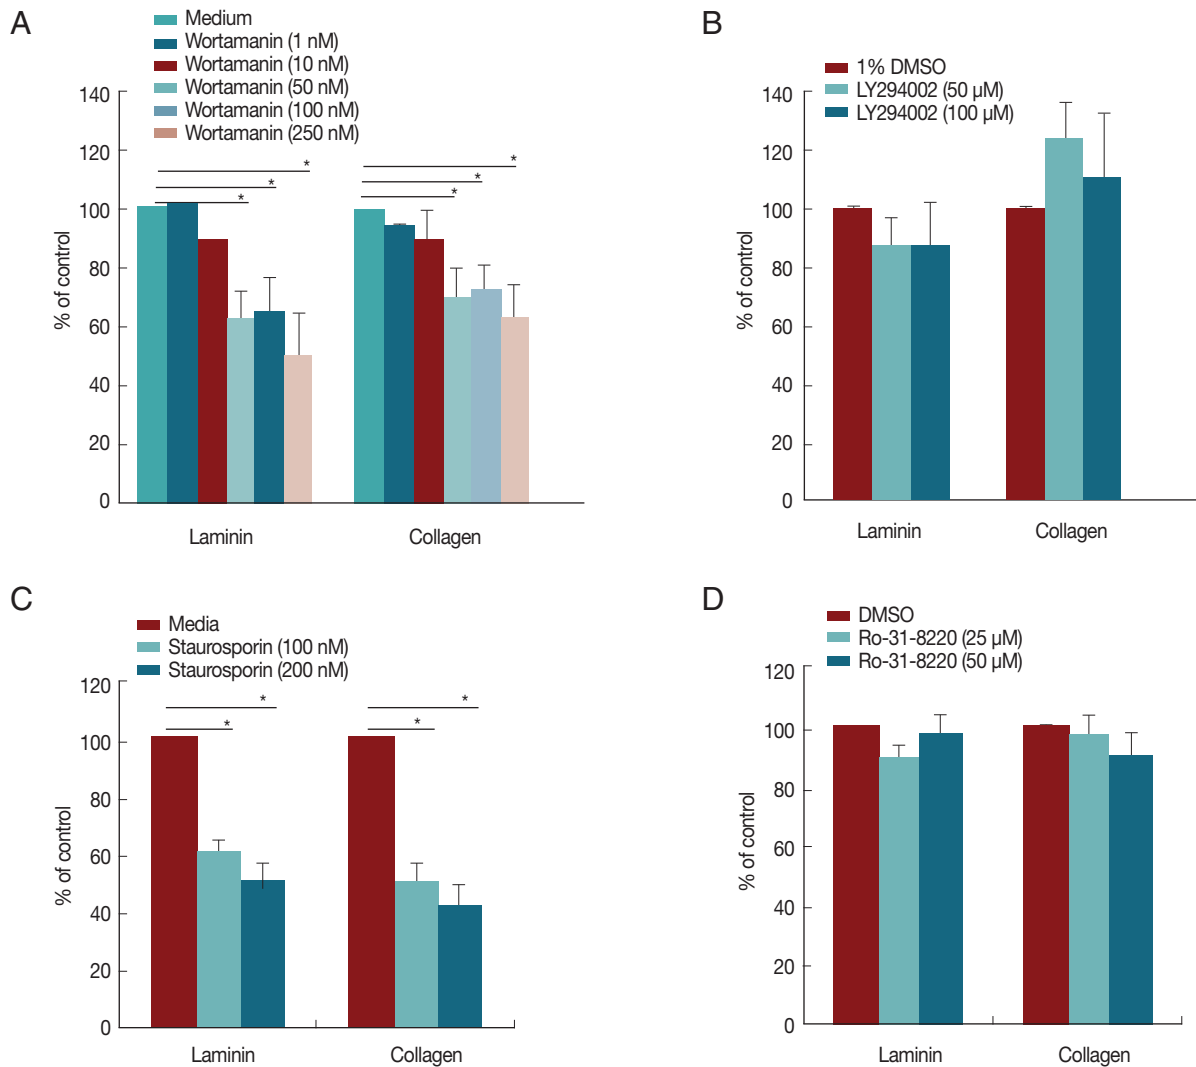 A
Medium
Wortamanin (1 nM)
Wortamanin (10 nM)
Wortamanin (50 nM)
Wortamanin (100 nM)
Wortamanin (250 nM)
140
120
100
80
60
40
20
0
% of control
* * *
* * *
Laminin Collagen
B
1% DMSO
LY294002 (50 µM)
LY294002 (100 µM)
140
120
100
80
60
40
20
0
% of control
Laminin Collagen
C
Media
Staurosporin (100 nM)
Staurosporin (200 nM)
120
100
80
60
40
20
0
% of control
* *
* *
Laminin Collagen
D
DMSO
Ro-31-8220 (25 µM)
Ro-31-8220 (50 µM)
120
100
80
60
40
20
0
% of control
Laminin Collagen